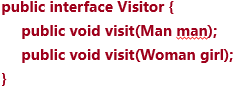 public interface Visitor {
public void visit(Man man);
public void visit(Woman girl);
}